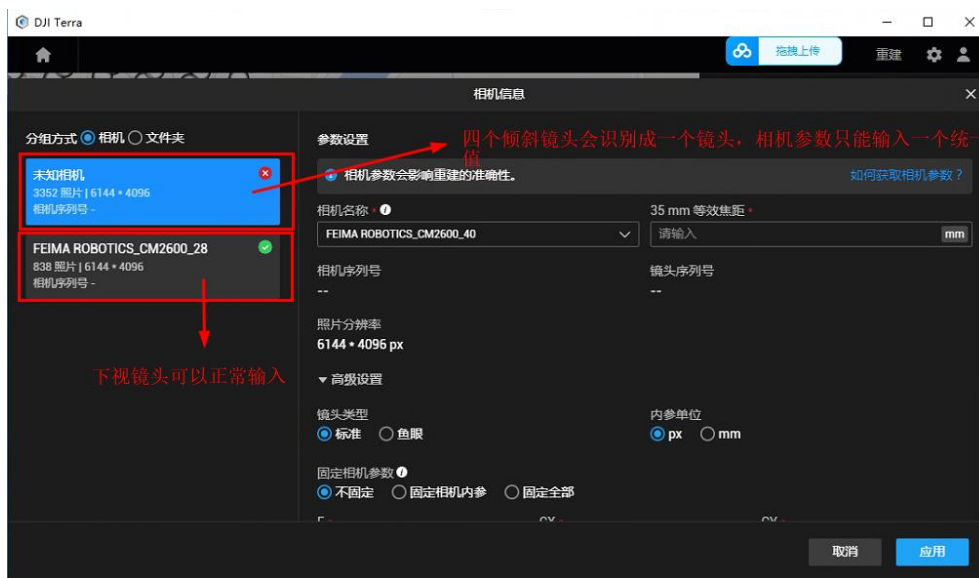 DJI Terra
拖拽上传
重建
相机信息
分组方式 相机 文件夹
未知相机
3352 照片 | 6144 * 4096
相机序列号 -
FEIMA ROBOTICS_CM2600_28
838 照片 | 6144 * 4096
相机序列号 -
下视镜头可以正常输入
参数设置
四个倾斜镜头会识别成一个镜头，相机参数只能输入一个统一
值
相机参数会影响重建的准确性。
如何获取相机参数？
相机名称 *
35 mm 等效焦距 *
FEIMA ROBOTICS_CM2600_40
请输入
mm
相机序列号
镜头序列号
--
--
照片分辨率
6144 * 4096 px
高级设置
镜头类型
内参单位
标准 鱼眼
px mm
固定相机参数
不固定 固定相机内参 固定全部
取消
应用